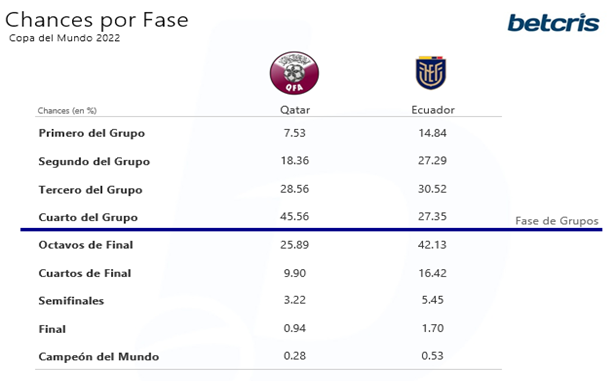 Chances por Fase
Copa del Mundo 2022
betcris
QFA
FEF
Chances (en %) Qatar Ecuador
Primero del Grupo 7.53 14.84
Segundo del Grupo 18.36 27.29
Tercero del Grupo 28.56 30.52
Cuarto del Grupo 45.56 27.35
Fase de Grupos
Octavos de Final 25.89 42.13
Cuartos de Final 9.90 16.42
Semifinales 3.22 5.45
Final 0.94 1.70
Campeón del Mundo 0.28 0.53